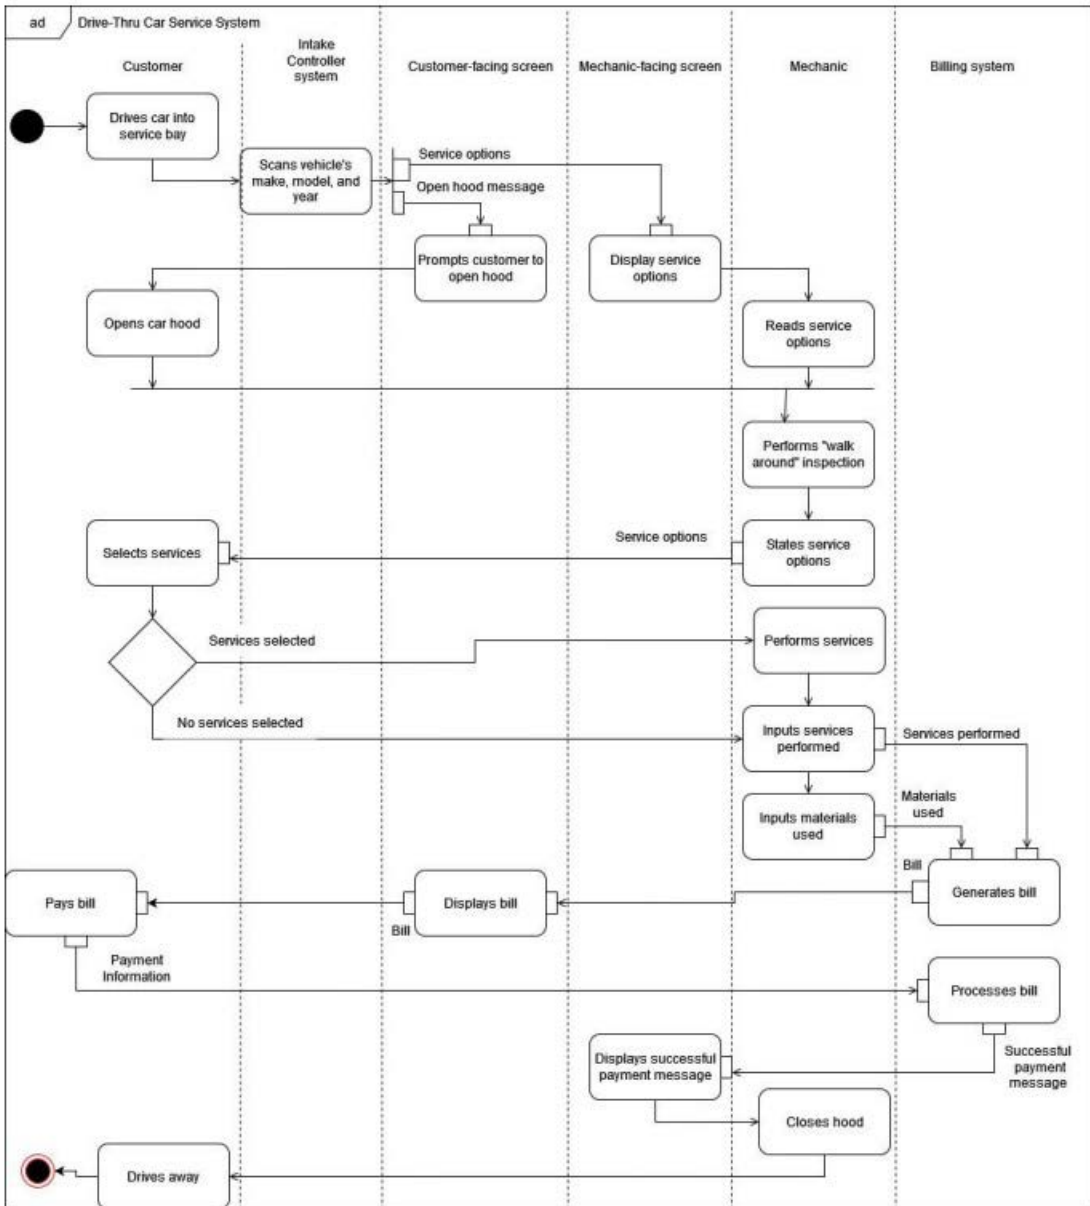 ad
Drive-Thru Car Service System
Customer
Intake
Controller
system
Customer-facing screen
Mechanic-facing screen
Mechanic
Billing system
Drives car into
service bay
Scans vehicle's
make, model, and
year
Service options
Open hood message
Prompts customer to
open hood
Display service
options
Opens car hood
Reads service
options
Performs "walk
around" inspection
Selects services
Service options
States service
options
Services selected
Performs services
No services selected
Inputs services
performed
Services performed
Inputs materials
used
Materials
used
Pays bill
Displays bill
Bill
Bill
Generates bill
Payment
Information
Processes bill
Displays successful
payment message
Successful
payment
message
Closes hood
Drives away